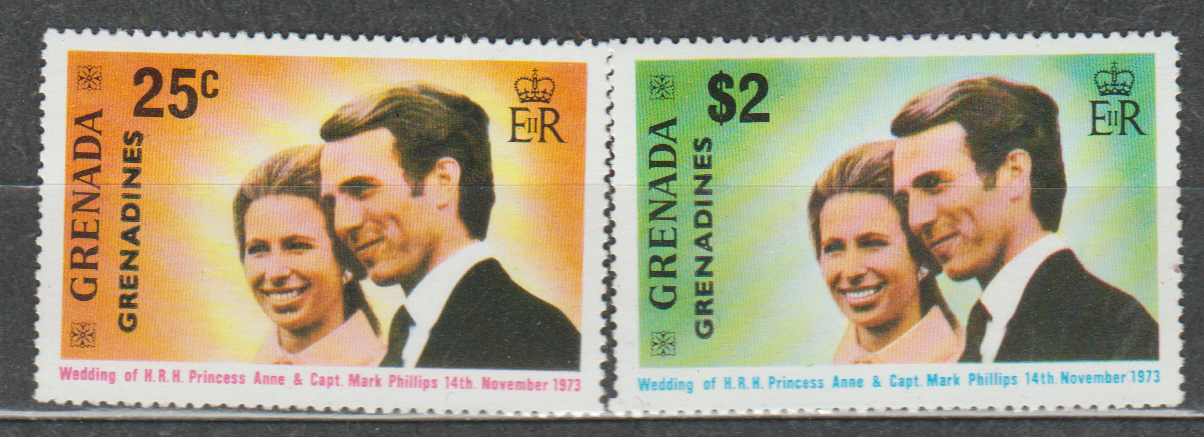 25c
EIIR
GRENADA
GRENADINES
Wedding of H.R.H. Princess Anne & Capt. Mark Phillips 14th. November 1973
$2
EIIR
GRENADA
GRENADINES
Wedding of H.R.H. Princess Anne & Capt. Mark Phillips 14th. November 1973